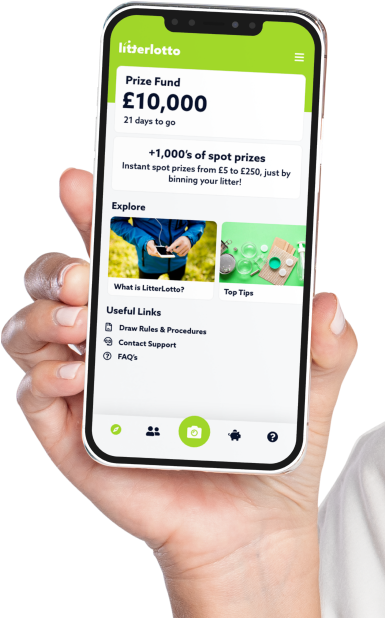 litterlotto
Prize Fund
£10,000
21 days to go
+1,000's of spot prizes
Instant spot prizes from £5 to £250, just by
binning your litter!
Explore
What is LitterLotto?
Top Tips
Useful Links
Draw Rules & Procedures
Contact Support
FAQ's